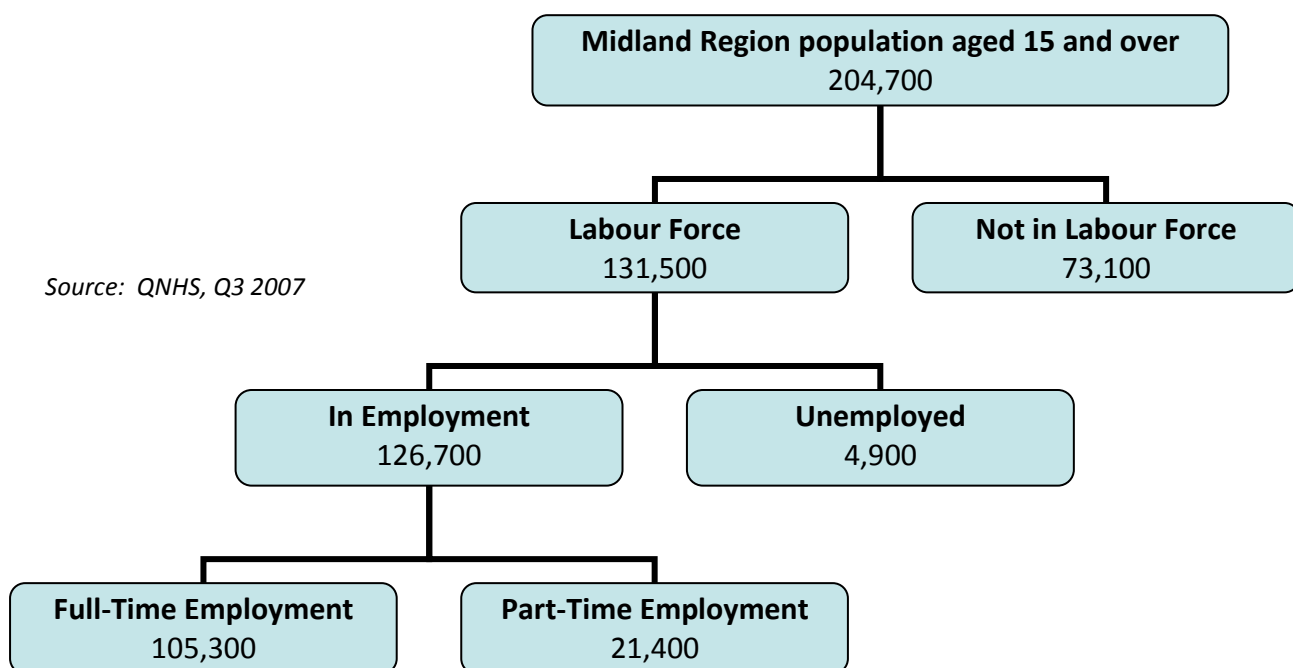 Midland Region population aged 15 and over
204,700
Labour Force
131,500
Not in Labour Force
73,100
Source:  QNHS, Q3 2007
In Employment
126,700
Unemployed
4,900
Full-Time Employment
105,300
Part-Time Employment
21,400